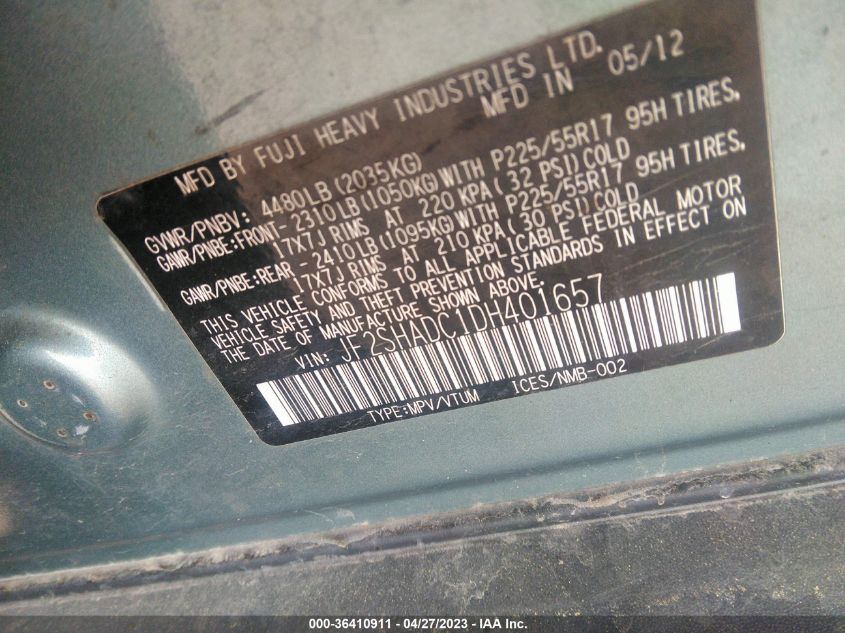 MFD BY FUJI HEAVY INDUSTRIES LTD.
MFD IN 05/12
GVWR/PNBV: 4480LB (2035KG)
GAWR/PNBE:FRONT- 2310LB (1050KG) WITH P225/55R17 95H TIRES,
17X7J RIMS AT 220 KPA( 32 PSI)COLD
GAWR/PNBE:REAR - 2410LB (1095KG) WITH P225/55R17 95H TIRES,
17X7J RIMS AT 210 KPA( 30 PSI)COLD
THIS VEHICLE CONFORMS TO ALL APPLICABLE FEDERAL MOTOR
VEHICLE SAFETY AND THEFT PREVENTION STANDARDS IN EFFECT ON
THE DATE OF MANUFACTURE SHOWN ABOVE.
VIN: JF2SHADC1DH401657
TYPE:MPV/VTUM ICES/NMB-002
000-36410911 - 04/27/2023 - IAA Inc.